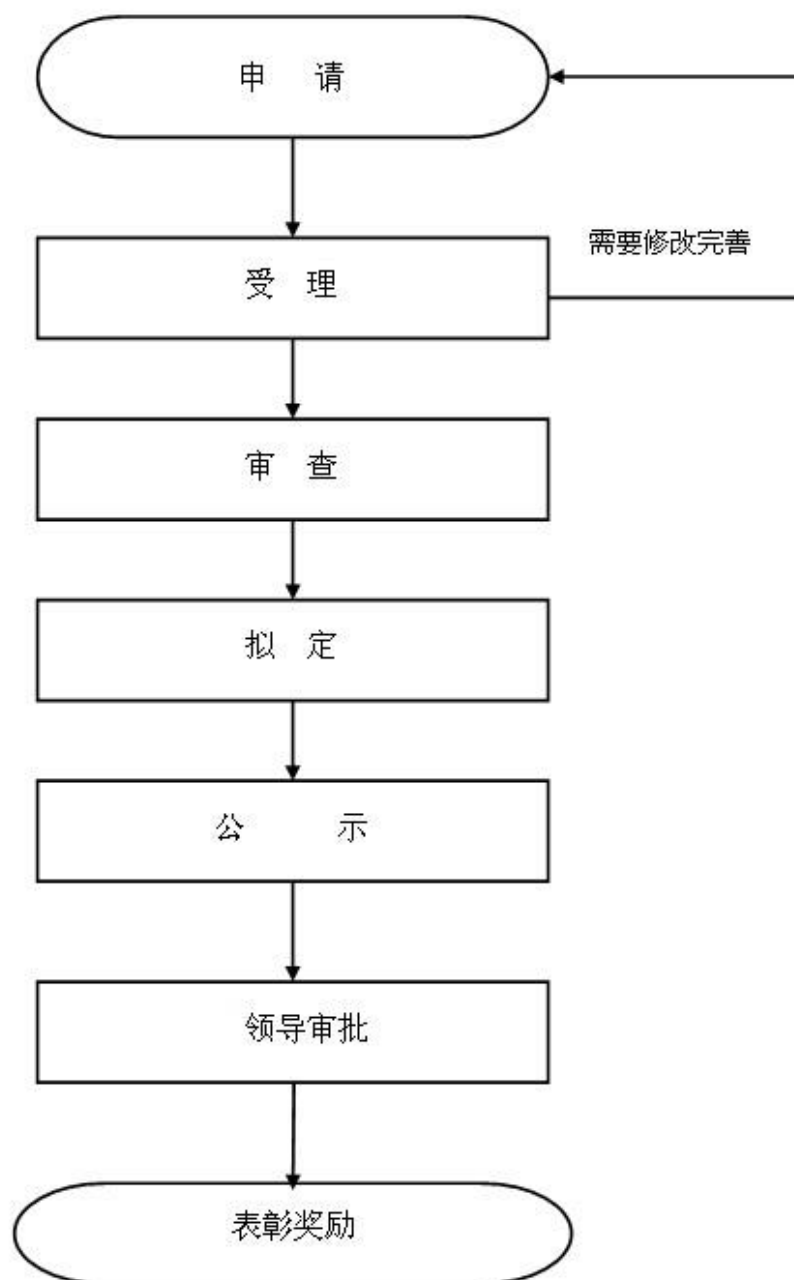 申 请
需要修改完善
受 理
审 查
拟 定
公 示
领导审批
表彰奖励